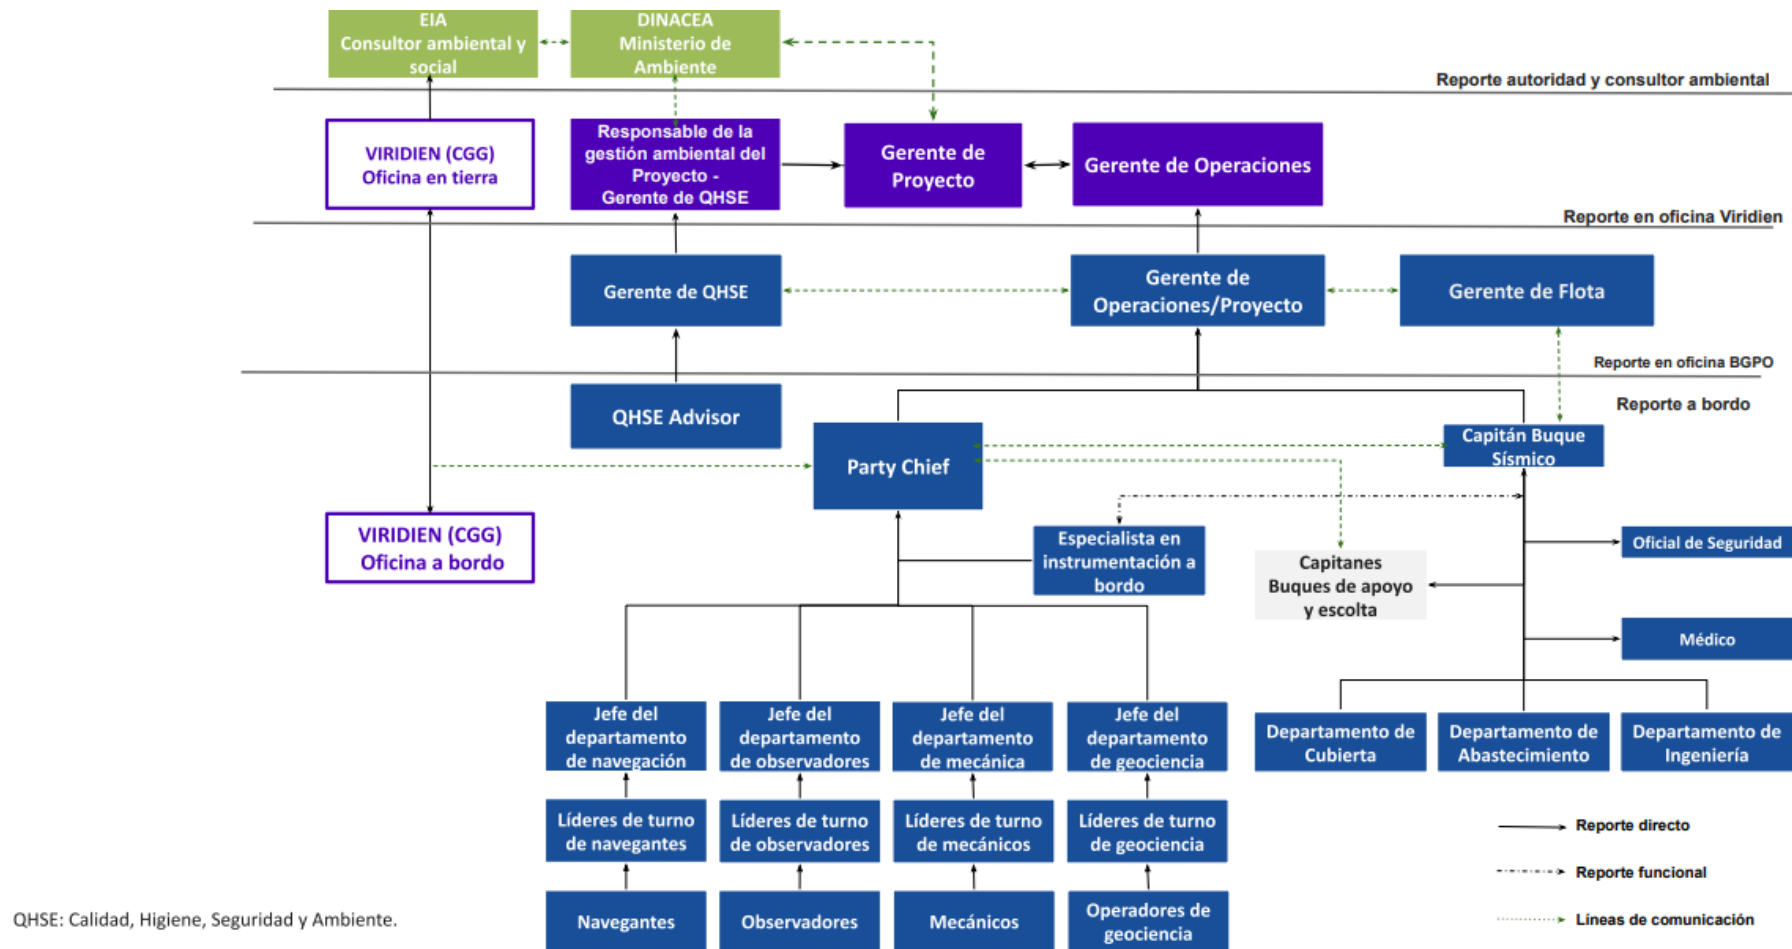 EIA
Consultor ambiental y
social
DINACEA
Ministerio de
Ambiente
Reporte autoridad y consultor ambiental
VIRIDIEN (CGG)
Oficina en tierra
Responsable de la
gestión ambiental del
Proyecto -
Gerente de QHSE
Gerente de
Proyecto
Gerente de Operaciones
Reporte en oficina Viridien
Gerente de QHSE
Gerente de
Operaciones/Proyecto
Gerente de Flota
Reporte en oficina BGPO
QHSE Advisor
Reporte a bordo
Party Chief
Capitán Buque
Sísmico
VIRIDIEN (CGG)
Oficina a bordo
Especialista en
instrumentación a
bordo
Oficial de Seguridad
Capitanes
Buques de apoyo
y escolta
Médico
Jefe del
departamento
de navegación
Jefe del
departamento
de observadores
Jefe del
departamento
de mecánica
Jefe del
departamento
de geociencia
Departamento de
Cubierta
Departamento de
Abastecimiento
Departamento de
Ingeniería
Líderes de turno
de navegantes
Líderes de turno
de observadores
Líderes de turno
de mecánicos
Líderes de turno
de geociencia
Reporte directo
Reporte funcional
Líneas de comunicación
Navegantes
Observadores
Mecánicos
Operadores de
geociencia
QHSE: Calidad, Higiene, Seguridad y Ambiente.